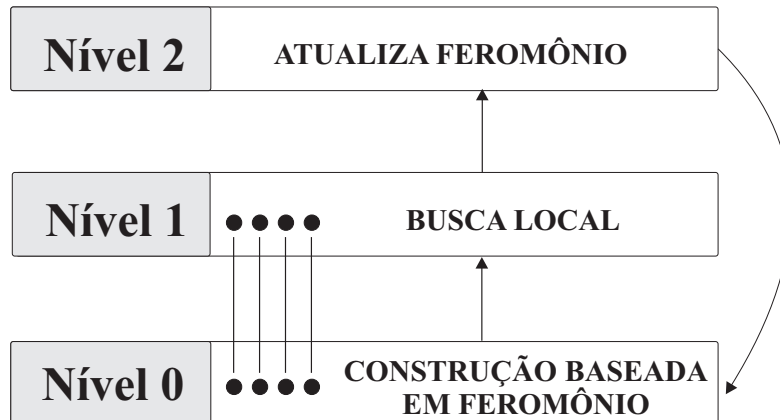 Nível 2
ATUALIZA FEROMÔNIO
Nível 1
BUSCA LOCAL
Nível 0
CONSTRUÇÃO BASEADA
EM FEROMÔNIO